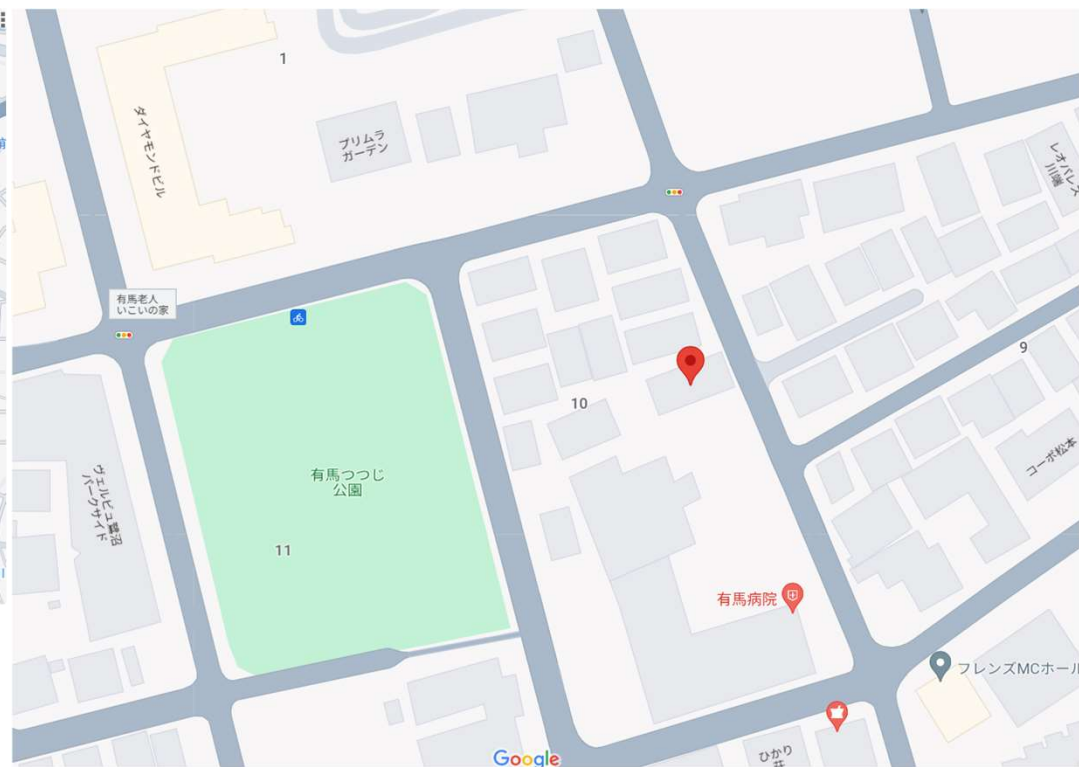 1
ダイヤモンドビル
プリムラ
ガーデン
レオパレス
川瀬
有馬老人
いこいの家
9
10
コーポ松本
有馬つつじ
公園
ヴェルビュ鷺沼
パークサイド
11
有馬病院
フレンズMCホール
ひかり
荘
Google